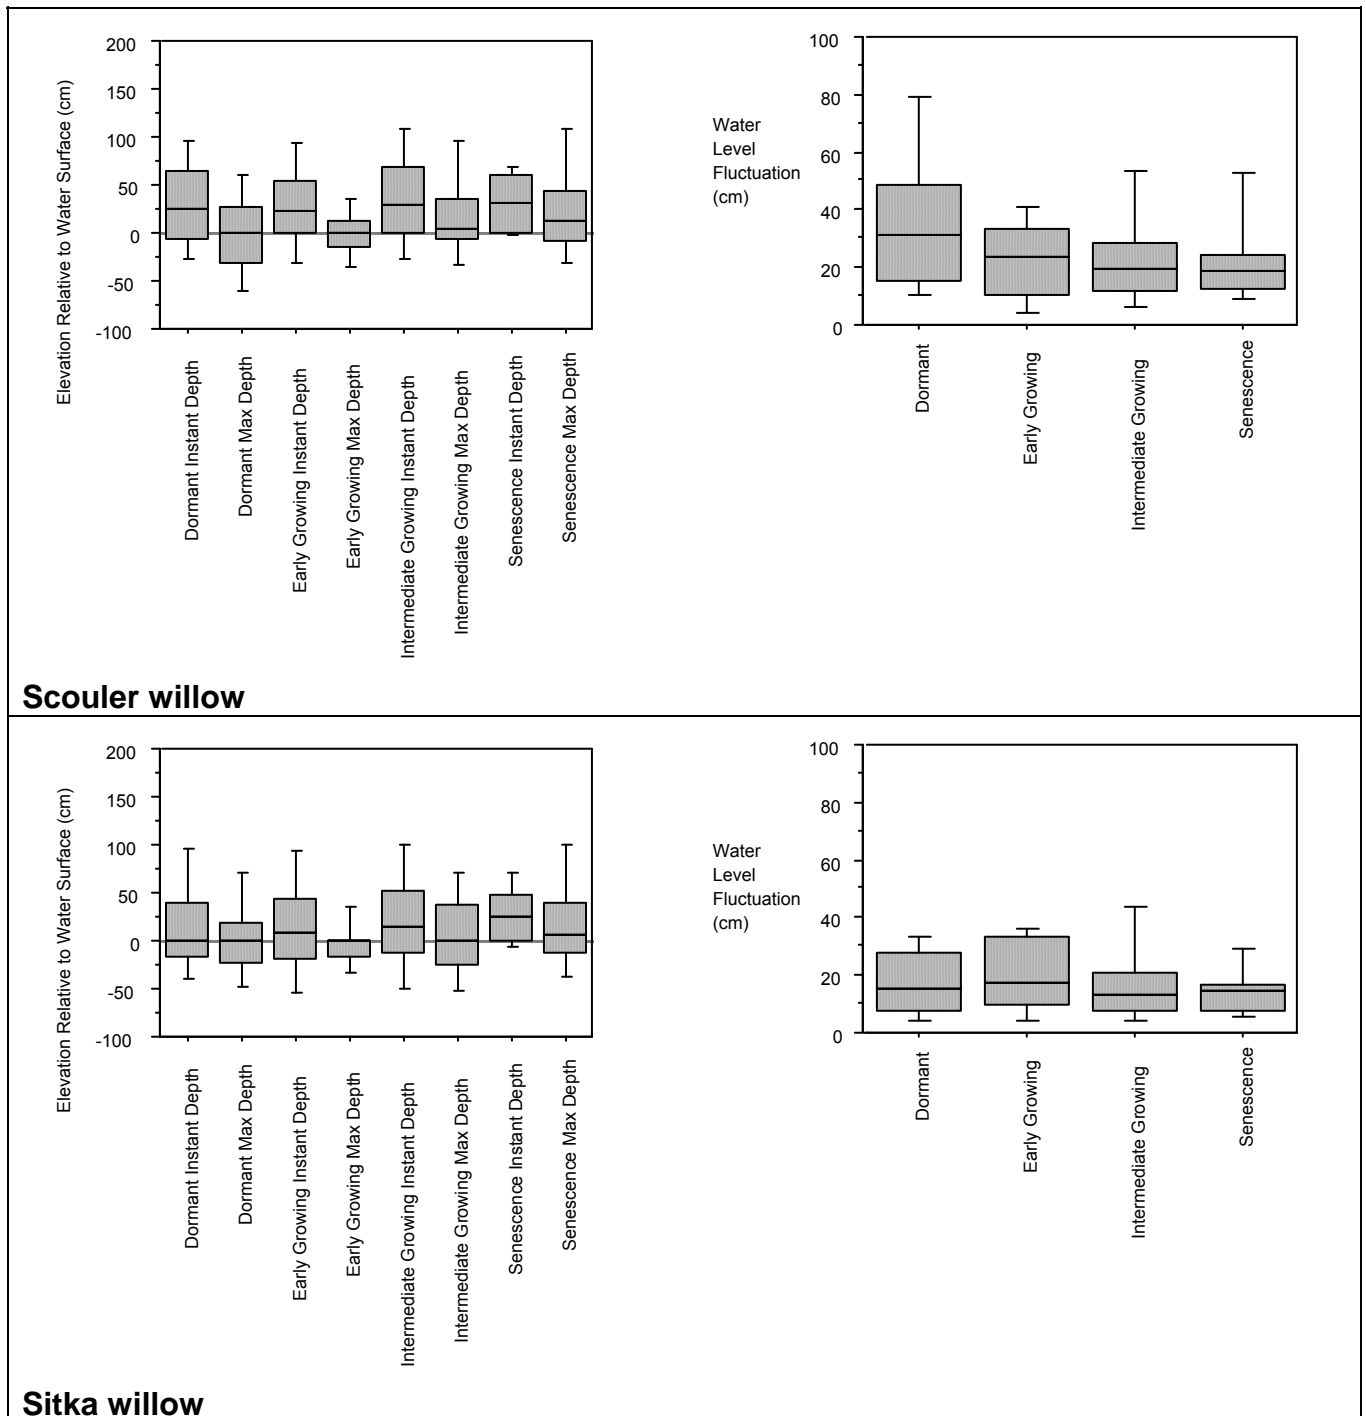 Elevation Relative to Water Surface (cm)
200
150
100
50
0
-50
-100
Dormant Instant Depth
Dormant Max Depth
Early Growing Instant Depth
Early Growing Max Depth
Intermediate Growing Instant Depth
Intermediate Growing Max Depth
Senescence Instant Depth
Senescence Max Depth
Water
Level
Fluctuation
(cm)
100
80
60
40
20
0
Dormant
Early Growing
Intermediate Growing
Senescence
Scouler willow
Elevation Relative to Water Surface (cm)
200
150
100
50
0
-50
-100
Dormant Instant Depth
Dormant Max Depth
Early Growing Instant Depth
Early Growing Max Depth
Intermediate Growing Instant Depth
Intermediate Growing Max Depth
Senescence Instant Depth
Senescence Max Depth
Water
Level
Fluctuation
(cm)
100
80
60
40
20
0
Dormant
Early Growing
Intermediate Growing
Senescence
Sitka willow